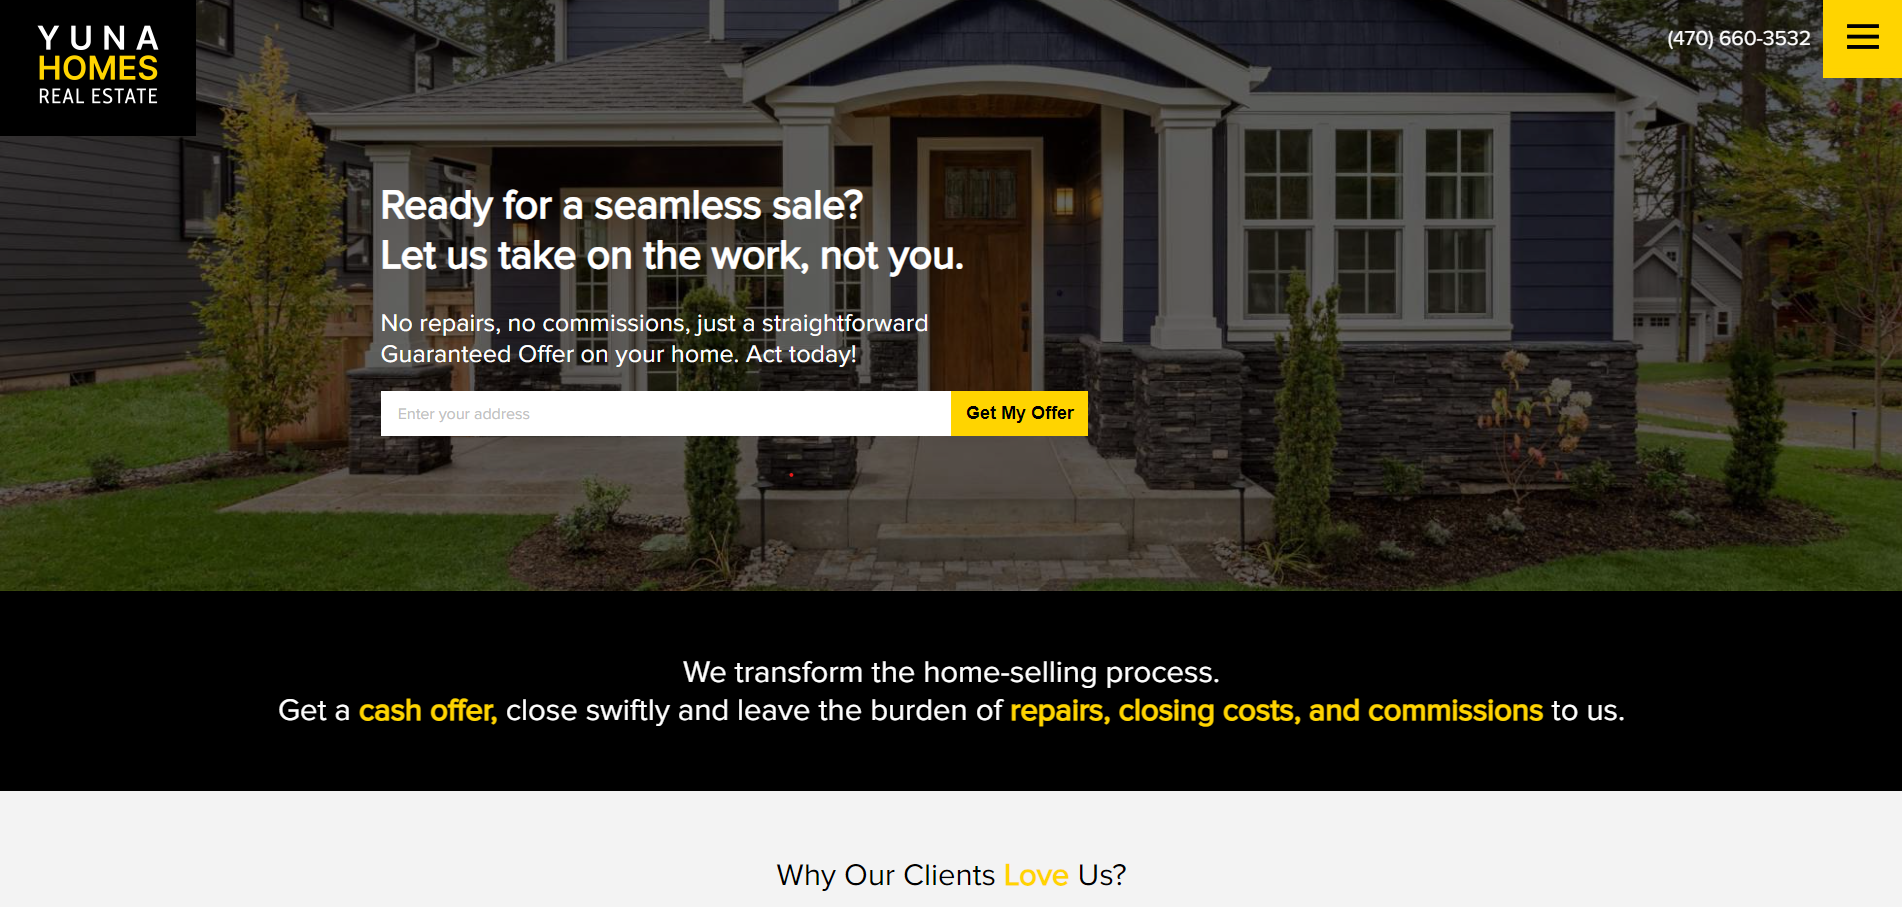 YUNA
HOMES
REAL ESTATE
(470) 660-3532
Ready for a seamless sale?
Let us take on the work, not you.
No repairs, no commissions, just a straightforward
Guaranteed Offer on your home. Act today!
Enter your address
Get My Offer
We transform the home-selling process.
Get a cash offer, close swiftly and leave the burden of repairs, closing costs, and commissions to us.
Why Our Clients Love Us?